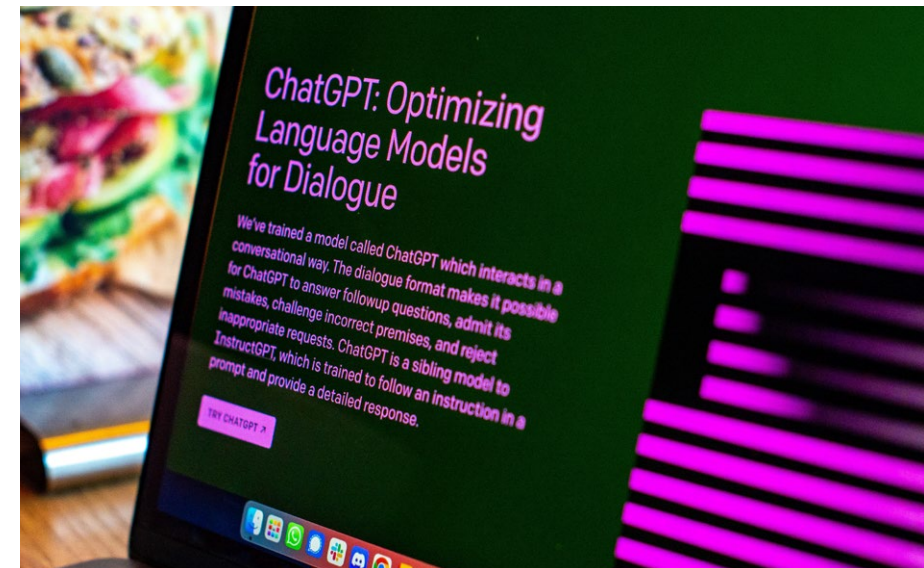 ChatGPT: Optimizing
Language Models
for Dialogue
We've trained a model called ChatGPT which interacts in a
conversational way. The dialogue format makes it possible
for ChatGPT to answer followup questions, admit its
mistakes, challenge incorrect premises, and reject
inappropriate requests. ChatGPT is a sibling model to
InstructGPT, which is trained to follow an instruction in a
prompt and provide a detailed response.
TRY CHATGPT ↗